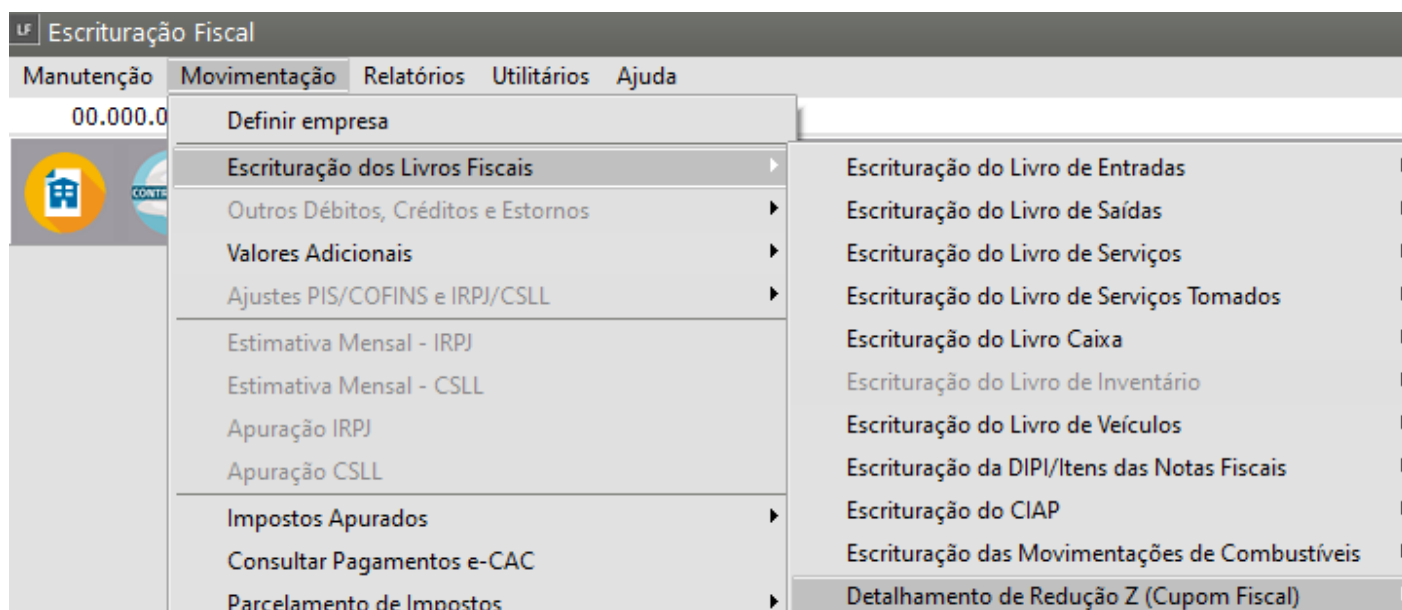 LF Escrituração Fiscal
Manutenção Movimentação Relatórios Utilitários Ajuda
00.000.0
Definir empresa
Escrituração dos Livros Fiscais
Outros Débitos, Créditos e Estornos
Valores Adicionais
Ajustes PIS/COFINS e IRPJ/CSLL
Estimativa Mensal - IRPJ
Estimativa Mensal - CSLL
Apuração IRPJ
Apuração CSLL
Impostos Apurados
Consultar Pagamentos e-CAC
Parcelamento de Impostos
Escrituração do Livro de Entradas
Escrituração do Livro de Saídas
Escrituração do Livro de Serviços
Escrituração do Livro de Serviços Tomados
Escrituração do Livro Caixa
Escrituração do Livro de Inventário
Escrituração do Livro de Veículos
Escrituração da DIPI/Itens das Notas Fiscais
Escrituração do CIAP
Escrituração das Movimentações de Combustíveis
Detalhamento de Redução Z (Cupom Fiscal)